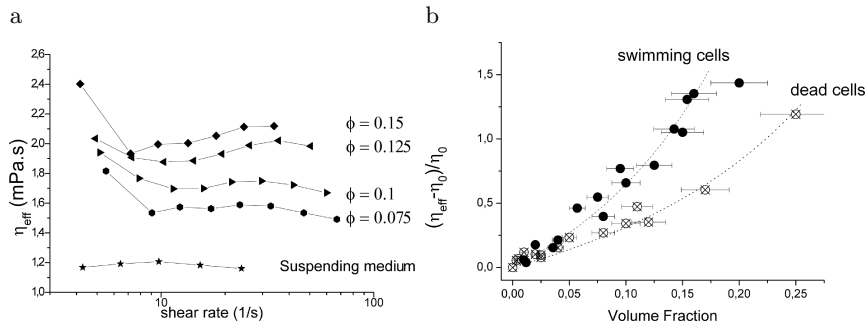 a
b
2,6
2,4
2,2
2,0
1,8
1,6
1,4
1,2
1,0
η_eff (mPa.s)
ϕ = 0.15
ϕ = 0.125
ϕ = 0.1
ϕ = 0.075
Suspending medium
10
100
shear rate (1/s)
swimming cells
dead cells
1,5
1,0
0,5
0,0
(η_eff-η_0)/η_0
0,00
0,05
0,10
0,15
0,20
0,25
Volume Fraction